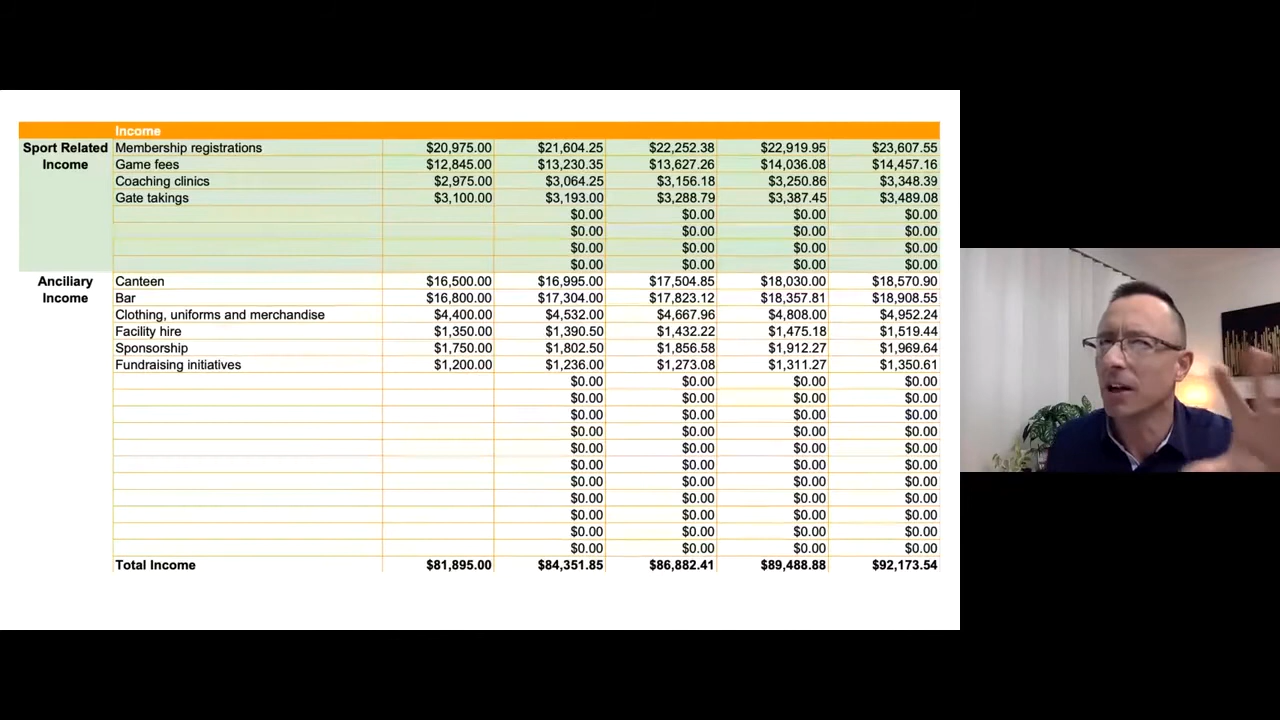 Income
Sport Related Income
Membership registrations $20,975.00 $21,604.25 $22,252.38 $22,919.95 $23,607.55
Game fees $12,845.00 $13,230.35 $13,627.26 $14,036.08 $14,457.16
Coaching clinics $2,975.00 $3,064.25 $3,156.18 $3,250.86 $3,348.39
Gate takings $3,100.00 $3,193.00 $3,288.79 $3,387.45 $3,489.08
$0.00 $0.00 $0.00 $0.00
$0.00 $0.00 $0.00 $0.00
$0.00 $0.00 $0.00 $0.00
$0.00 $0.00 $0.00 $0.00
Anciliary Income
Canteen $16,500.00 $16,995.00 $17,504.85 $18,030.00 $18,570.90
Bar $16,800.00 $17,304.00 $17,823.12 $18,357.81 $18,908.55
Clothing, uniforms and merchandise $4,400.00 $4,532.00 $4,667.96 $4,808.00 $4,952.24
Facility hire $1,350.00 $1,390.50 $1,432.22 $1,475.18 $1,519.44
Sponsorship $1,750.00 $1,802.50 $1,856.58 $1,912.27 $1,969.64
Fundraising initiatives $1,200.00 $1,236.00 $1,273.08 $1,311.27 $1,350.61
$0.00 $0.00 $0.00 $0.00
$0.00 $0.00 $0.00 $0.00
$0.00 $0.00 $0.00 $0.00
$0.00 $0.00 $0.00 $0.00
$0.00 $0.00 $0.00 $0.00
$0.00 $0.00 $0.00 $0.00
$0.00 $0.00 $0.00 $0.00
$0.00 $0.00 $0.00 $0.00
$0.00 $0.00 $0.00 $0.00
$0.00 $0.00 $0.00 $0.00
$0.00 $0.00 $0.00 $0.00
Total Income $81,895.00 $84,351.85 $86,882.41 $89,488.88 $92,173.54